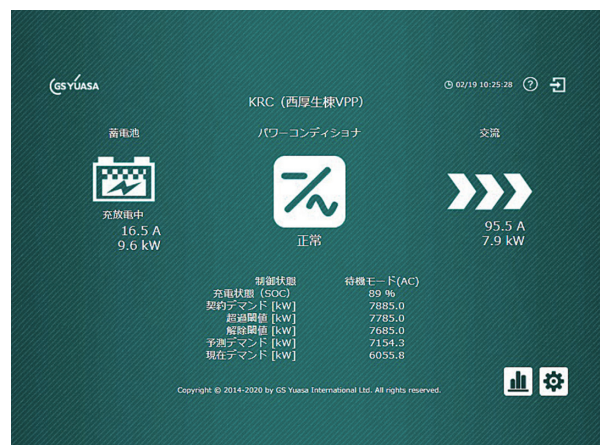 GS YUASA
02/19 10:25:28 ?
KRC（西厚生棟VPP）
蓄電池
パワーコンディショナ
交流
充放電中
16.5 A
9.6 kW
正常
95.5 A
7.9 kW
制御状態 待機モード(AC)
充電状態（SOC） 89 %
契約デマンド [kW] 7885.0
超過閾値 [kW] 7785.0
解除閾値 [kW] 7685.0
予測デマンド [kW] 7154.3
現在デマンド [kW] 6055.8
Copyright © 2014-2020 by GS Yuasa International Ltd. All rights reserved.